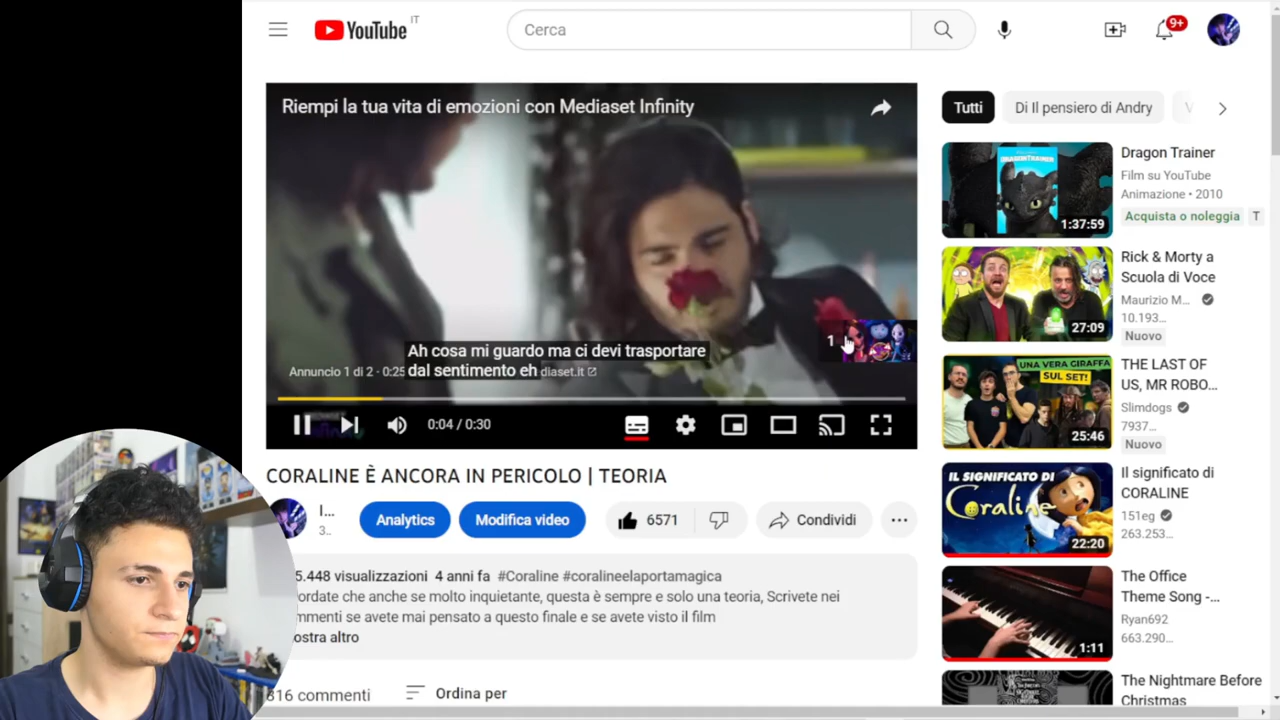 YouTube IT
Cerca
9+
Riempi la tua vita di emozioni con Mediaset Infinity
Ah cosa mi guardo ma ci devi trasportare
dal sentimento eh
Annuncio 1 di 2 · 0:25
diaset.it
1
0:04 / 0:30
CORALINE È ANCORA IN PERICOLO | TEORIA
I...
3...
Analytics
Modifica video
6571
Condividi
5.448 visualizzazioni 4 anni fa #Coraline #coralineelaportamagica
ordate che anche se molto inquietante, questa è sempre e solo una teoria, Scrivete nei
mmenti se avete mai pensato a questo finale e se avete visto il film
ostra altro
816 commenti
Ordina per
Tutti
Di Il pensiero di Andry
V
DRAGON TRAINER
1:37:59
Dragon Trainer
Film su YouTube
Animazione • 2010
Acquista o noleggia T
27:09
Rick & Morty a
Scuola di Voce
Maurizio M...
10.193...
Nuovo
UNA VERA GIRAFFA
SUL SET!
25:46
THE LAST OF
US, MR ROBO...
Slimdogs
7937...
Nuovo
IL SIGNIFICATO DI
Coraline
22:20
Il significato di
CORALINE
151eg
263.253...
1:11
The Office
Theme Song -...
Ryan692
663.290...
The Nightmare Before
Christmas